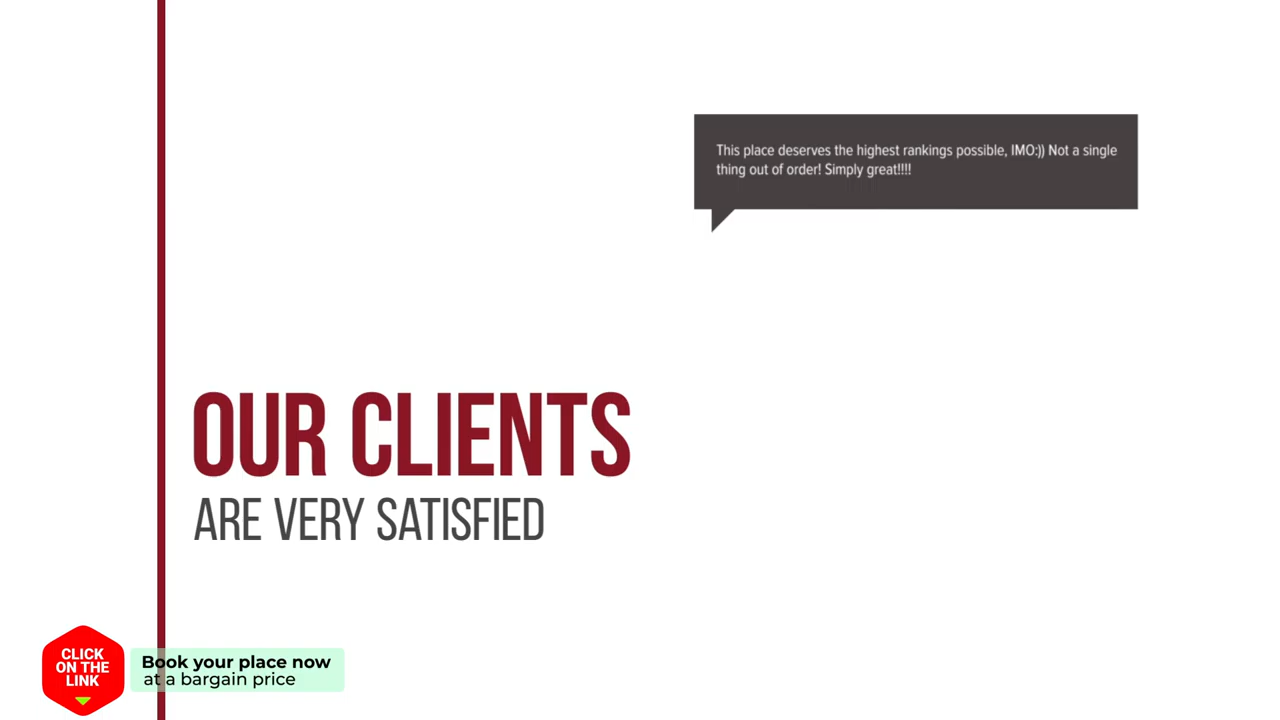 This place deserves the highest rankings possible, IMO:)) Not a single
thing out of order! Simply great!!!!
OUR CLIENTS
ARE VERY SATISFIED
CLICK
ON THE
LINK
Book your place now
at a bargain price